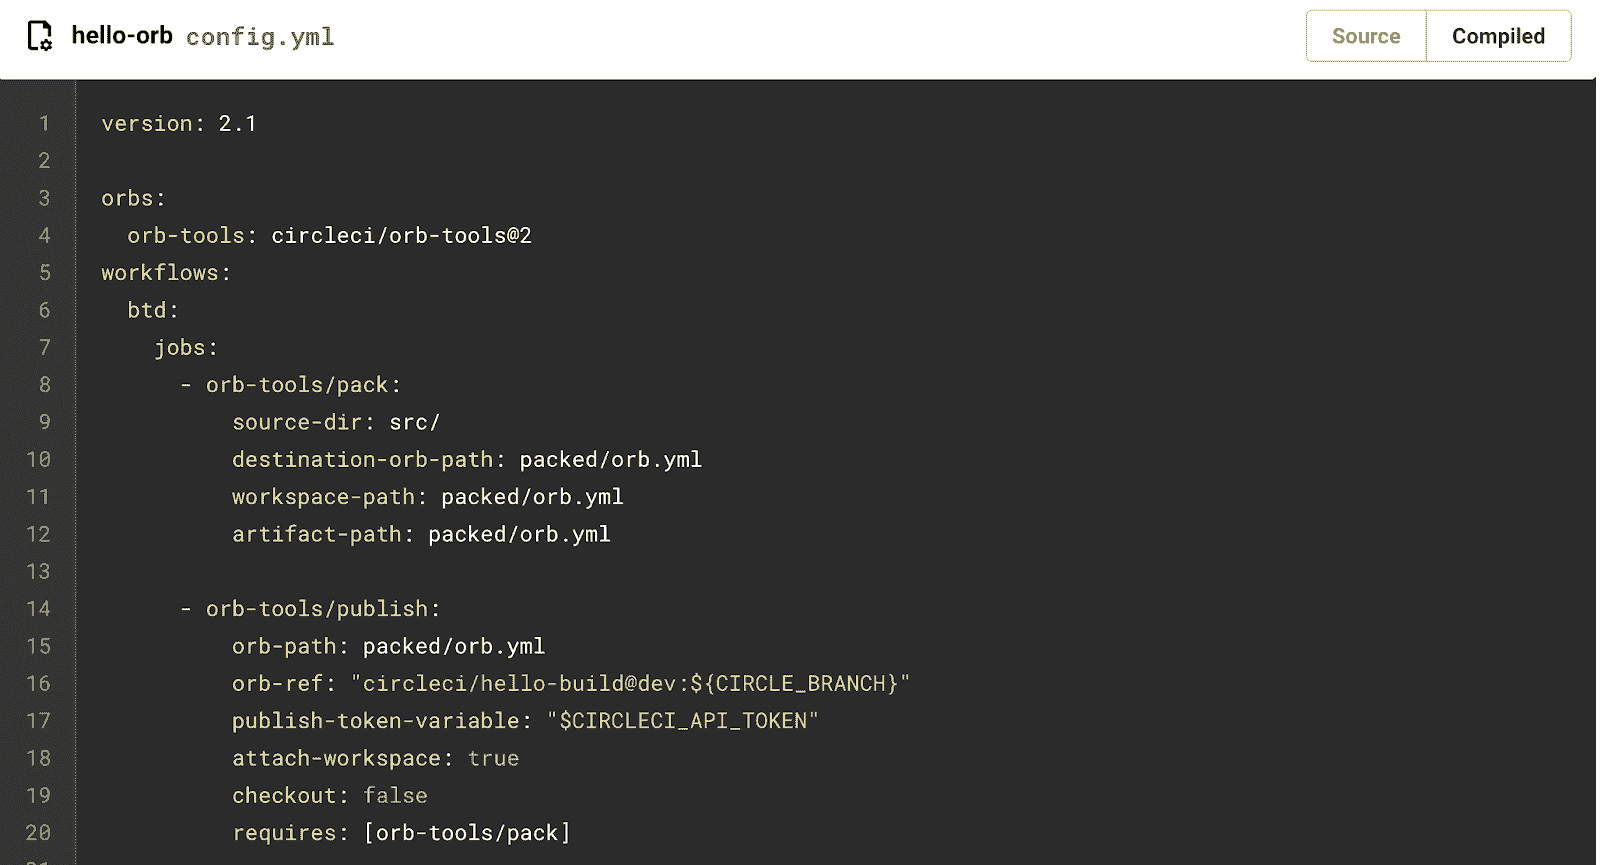 hello-orb config.yml Source Compiled
1 version: 2.1
2
3 orbs:
4   orb-tools: circleci/orb-tools@2
5 workflows:
6   btd:
7     jobs:
8       - orb-tools/pack:
9           source-dir: src/
10           destination-orb-path: packed/orb.yml
11           workspace-path: packed/orb.yml
12           artifact-path: packed/orb.yml
13
14       - orb-tools/publish:
15           orb-path: packed/orb.yml
16           orb-ref: "circleci/hello-build@dev:${CIRCLE_BRANCH}"
17           publish-token-variable: "$CIRCLECI_API_TOKEN"
18           attach-workspace: true
19           checkout: false
20           requires: [orb-tools/pack]